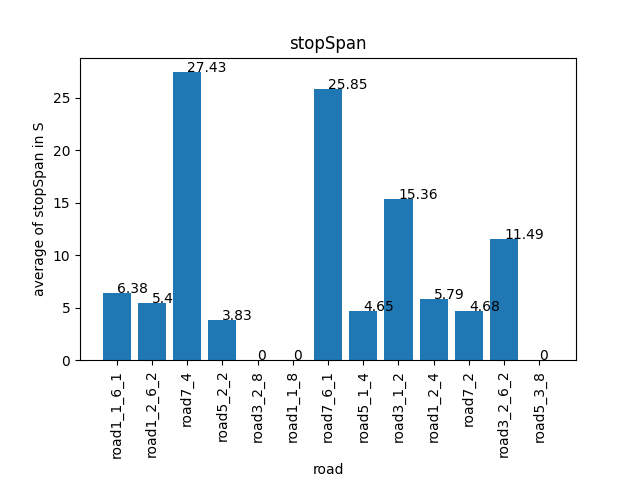 stopSpan
average of stopSpan in S
25
20
15
10
5
0
6.38
5.4
27.43
3.83
0
0
25.85
4.65
15.36
5.79
4.68
11.49
0
road1_1_6_1
road1_2_6_2
road7_4
road5_2_2
road3_2_8
road1_1_8
road7_6_1
road5_1_4
road3_1_2
road1_2_4
road7_2
road3_2_6_2
road5_3_8
road